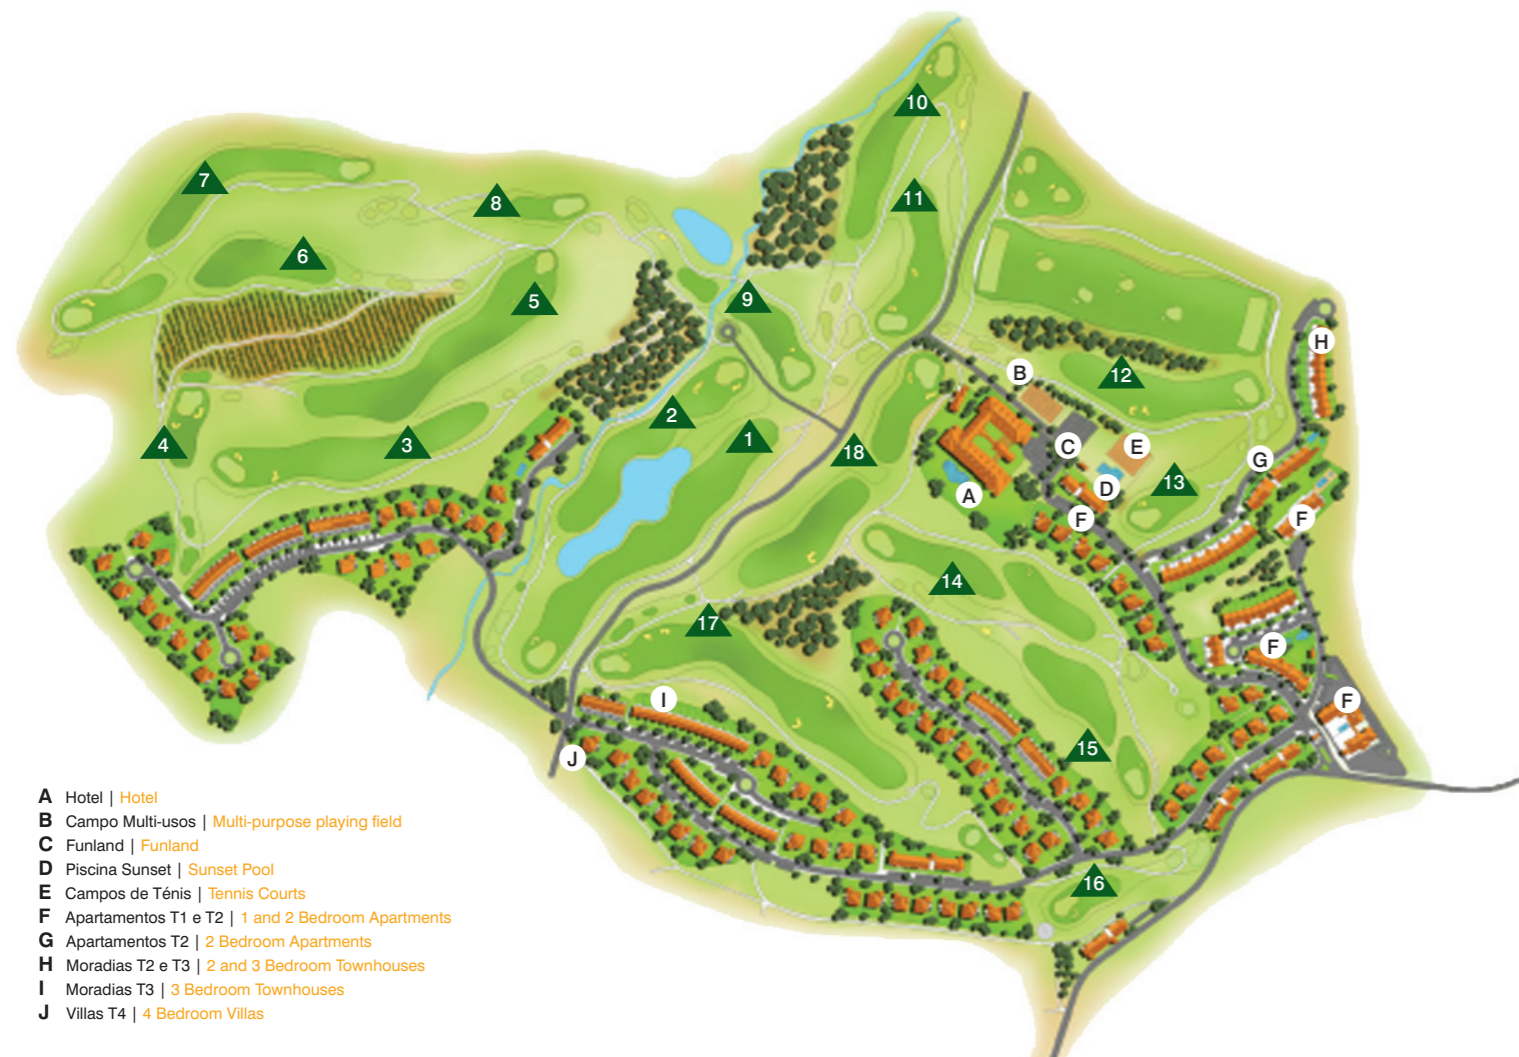 10
7
8
11
6
9
5
H
B
12
2
1
4
3
18
C
E
G
13
D
A
F
F
14
17
F
I
F
15
J
16
A Hotel | Hotel
B Campo Multi-usos | Multi-purpose playing field
C Funland | Funland
D Piscina Sunset | Sunset Pool
E Campos de Ténis | Tennis Courts
F Apartamentos T1 e T2 | 1 and 2 Bedroom Apartments
G Apartamentos T2 | 2 Bedroom Apartments
H Moradias T2 e T3 | 2 and 3 Bedroom Townhouses
I Moradias T3 | 3 Bedroom Townhouses
J Villas T4 | 4 Bedroom Villas